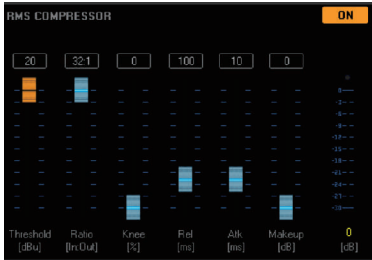 RMS COMPRESSOR ON
20 32:1 0 100 10 0
Threshold Ratio Knee Rel Atk Makeup 0
[dBu] [In:Out] [%] [ms] [ms] [dB] [dB]